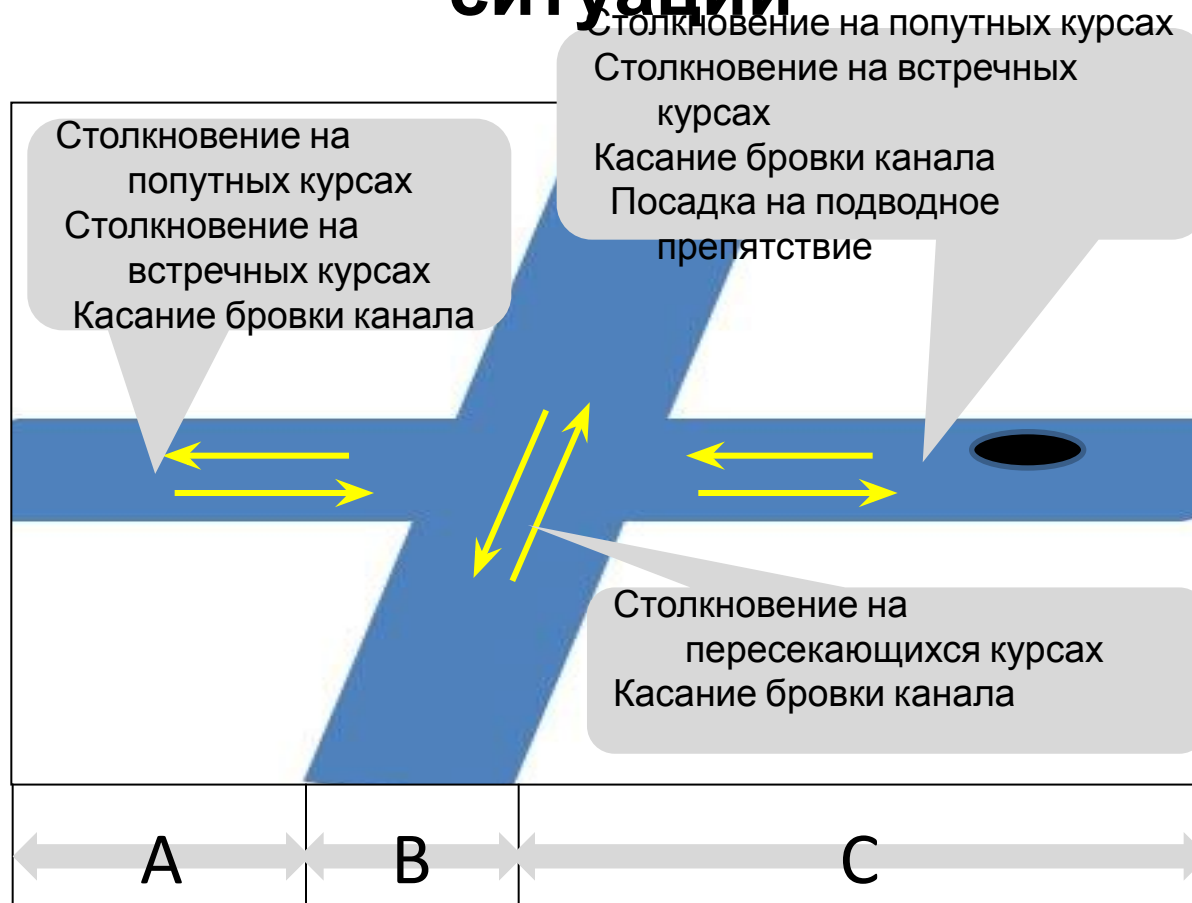 ситуации
Столкновение на попутных курсах
Столкновение на встречных
курсах
Касание бровки канала
Посадка на подводное
препятствие
Столкновение на
попутных курсах
Столкновение на
встречных курсах
Касание бровки канала
Столкновение на
пересекающихся курсах
Касание бровки канала
A
B
C